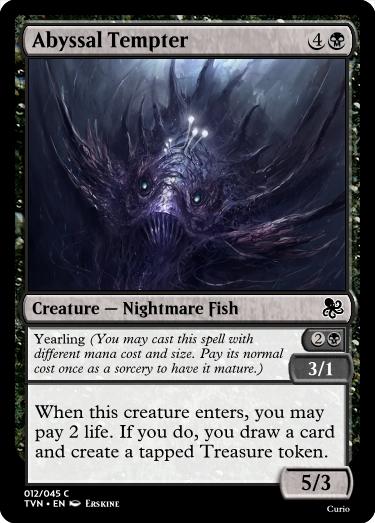 Abyssal Tempter 4
Creature — Nightmare Fish
Yearling (You may cast this spell with
different mana cost and size. Pay its normal
cost once as a sorcery to have it mature.)
2
3/1
When this creature enters, you may
pay 2 life. If you do, you draw a card
and create a tapped Treasure token.
5/3
012/045 C
TVN • EN Erskine
Curio